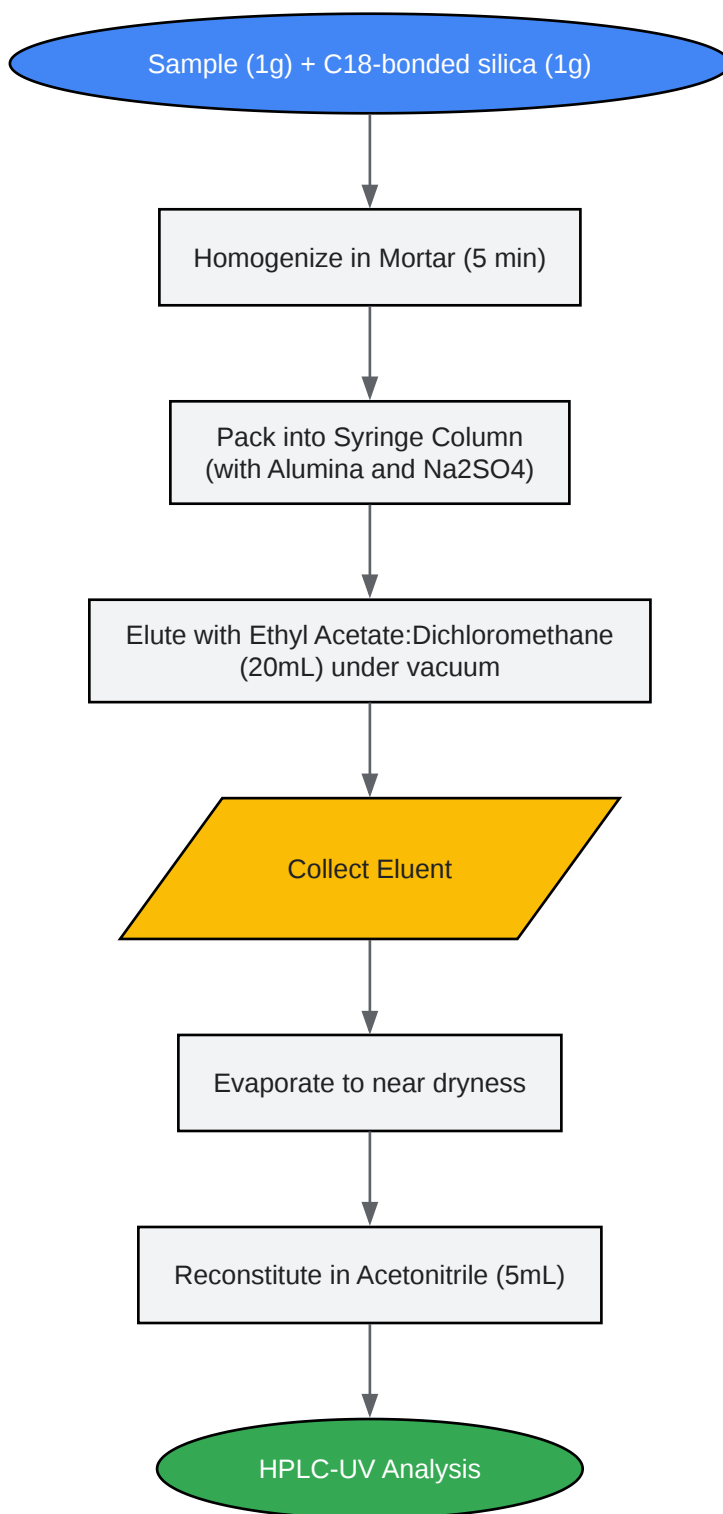 Sample (1g) + C18-bonded silica (1g)
Homogenize in Mortar (5 min)
Pack into Syringe Column
(with Alumina and Na2SO4)
Elute with Ethyl Acetate:Dichloromethane
(20mL) under vacuum
Collect Eluent
Evaporate to near dryness
Reconstitute in Acetonitrile (5mL)
HPLC-UV Analysis